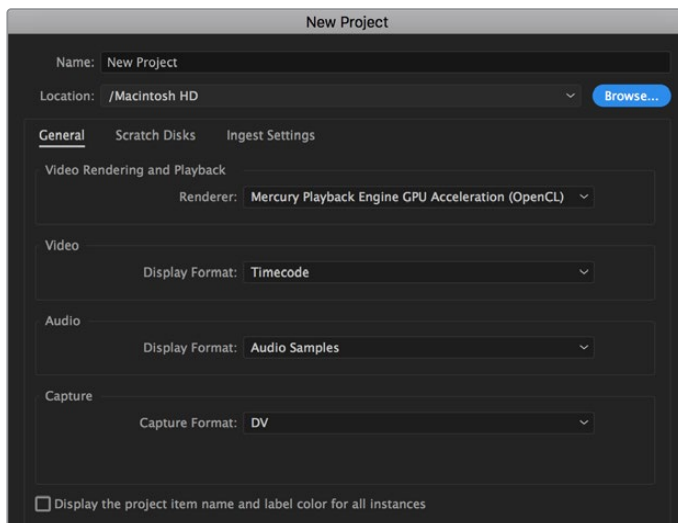 New Project
Name: New Project
Location: /Macintosh HD Browse...
General Scratch Disks Ingest Settings
Video Rendering and Playback
Renderer: Mercury Playback Engine GPU Acceleration (OpenCL)
Video
Display Format: Timecode
Audio
Display Format: Audio Samples
Capture
Capture Format: DV
Display the project item name and label color for all instances